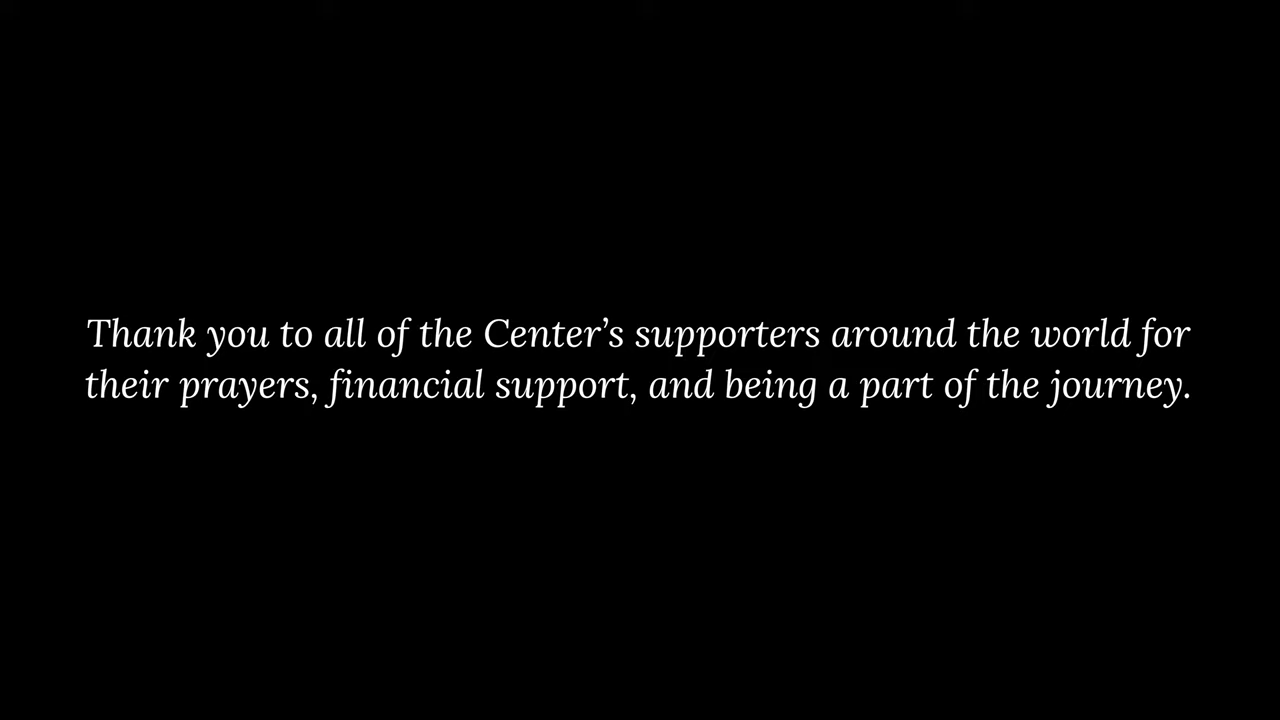 Thank you to all of the Center’s supporters around the world for
their prayers, financial support, and being a part of the journey.